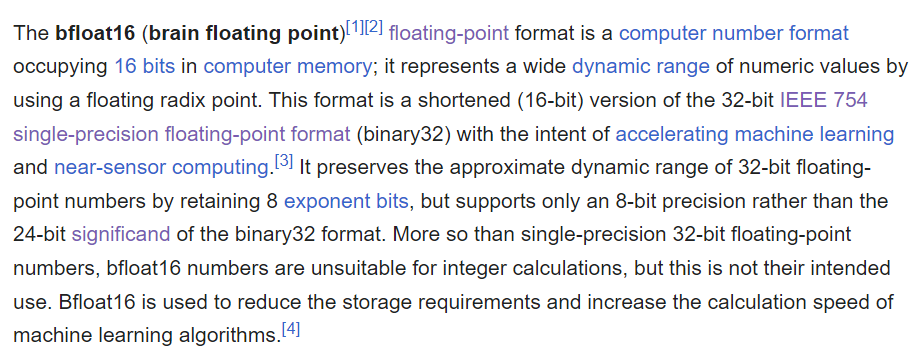 The bfloat16 (brain floating point)[1][2] floating-point format is a computer number format
occupying 16 bits in computer memory; it represents a wide dynamic range of numeric values by
using a floating radix point. This format is a shortened (16-bit) version of the 32-bit IEEE 754
single-precision floating-point format (binary32) with the intent of accelerating machine learning
and near-sensor computing.[3] It preserves the approximate dynamic range of 32-bit floating-
point numbers by retaining 8 exponent bits, but supports only an 8-bit precision rather than the
24-bit significand of the binary32 format. More so than single-precision 32-bit floating-point
numbers, bfloat16 numbers are unsuitable for integer calculations, but this is not their intended
use. Bfloat16 is used to reduce the storage requirements and increase the calculation speed of
machine learning algorithms.[4]